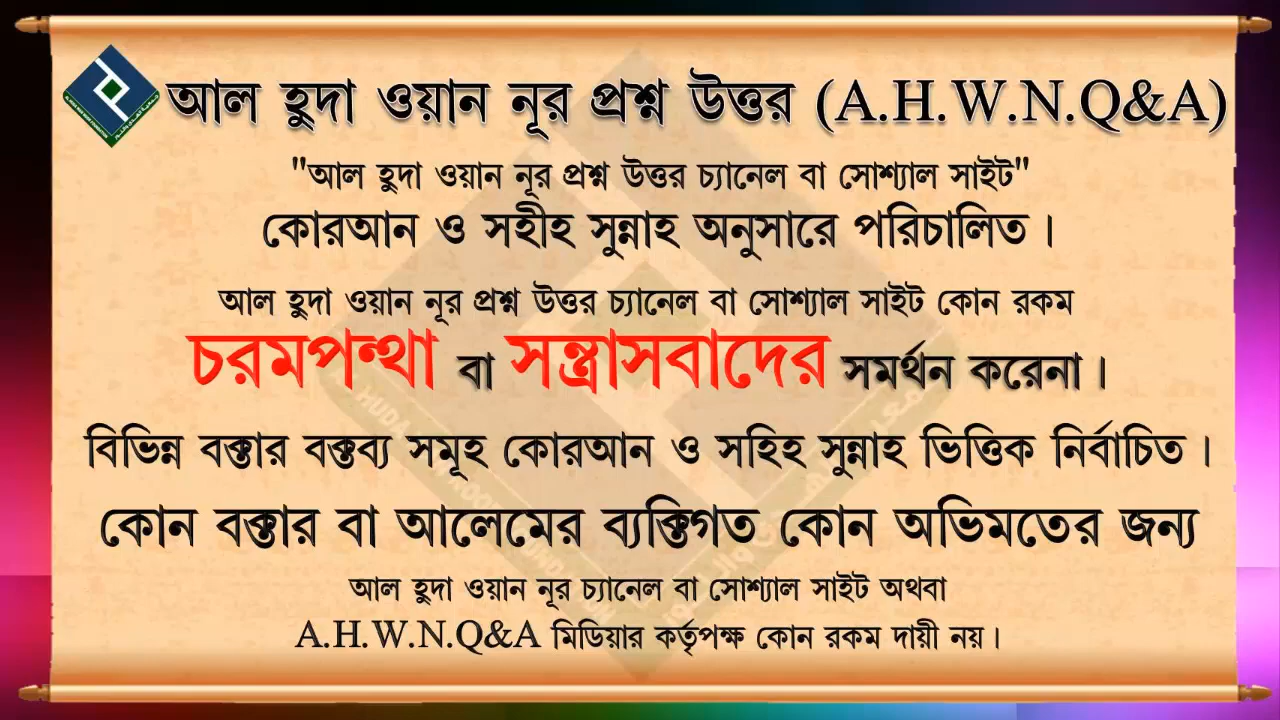 আল হুদা ওয়ান নূর প্রশ্ন উত্তর (A.H.W.N.Q&A)
"আল হুদা ওয়ান নূর প্রশ্ন উত্তর চ্যানেল বা সোশ্যাল সাইট"
কোরআন ও সহীহ সুন্নাহ অনুসারে পরিচালিত।
আল হুদা ওয়ান নূর প্রশ্ন উত্তর চ্যানেল বা সোশ্যাল সাইট কোন রকম
চরমপন্থা বা সন্ত্রাসবাদের সমর্থন করেনা।
বিভিন্ন বক্তার বক্তব্য সমূহ কোরআন ও সহিহ সুন্নাহ ভিত্তিক নির্বাচিত।
কোন বক্তার বা আলেমের ব্যক্তিগত কোন অভিমতের জন্য
আল হুদা ওয়ান নূর চ্যানেল বা সোশ্যাল সাইট অথবা
A.H.W.N.Q&A মিডিয়ার কর্তৃপক্ষ কোন রকম দায়ী নয়।